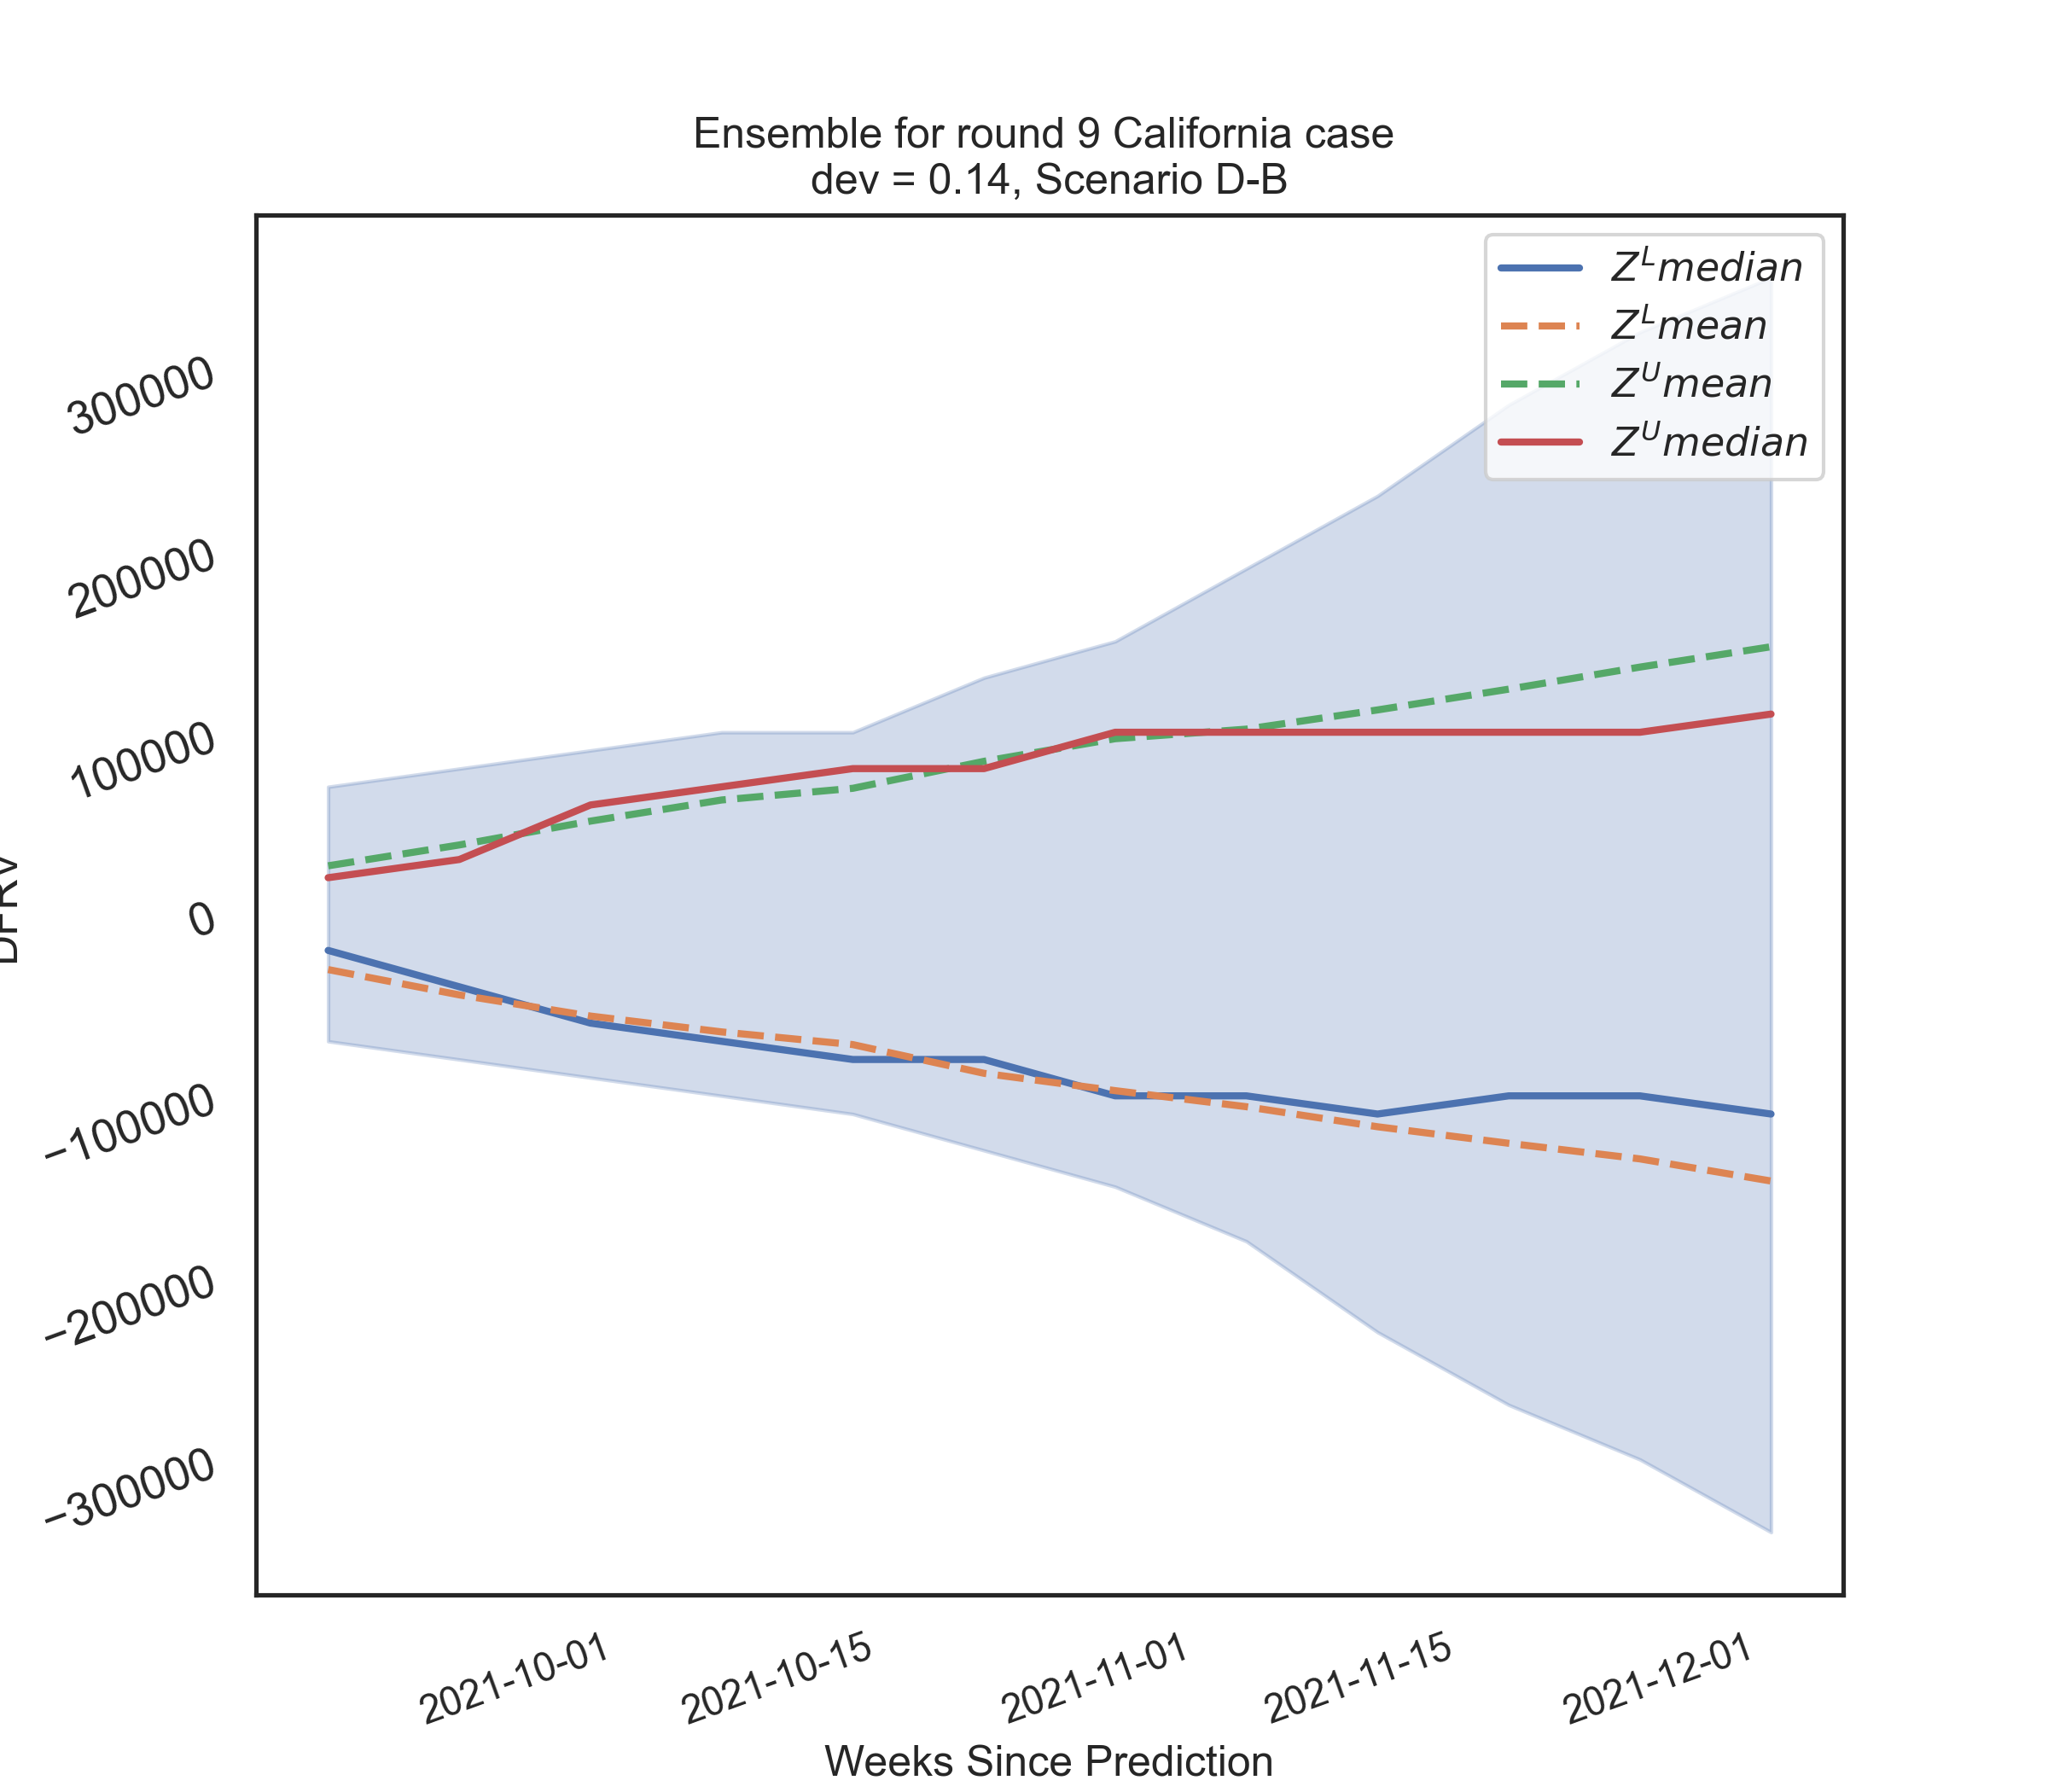 Ensemble for round 9 California case
dev = 0.14, Scenario D-B
Z^L median
Z^L mean
Z^U mean
Z^U median
300000
200000
100000
0
−100000
−200000
−300000
2021-10-01
2021-10-15
2021-11-01
2021-11-15
2021-12-01
Weeks Since Prediction